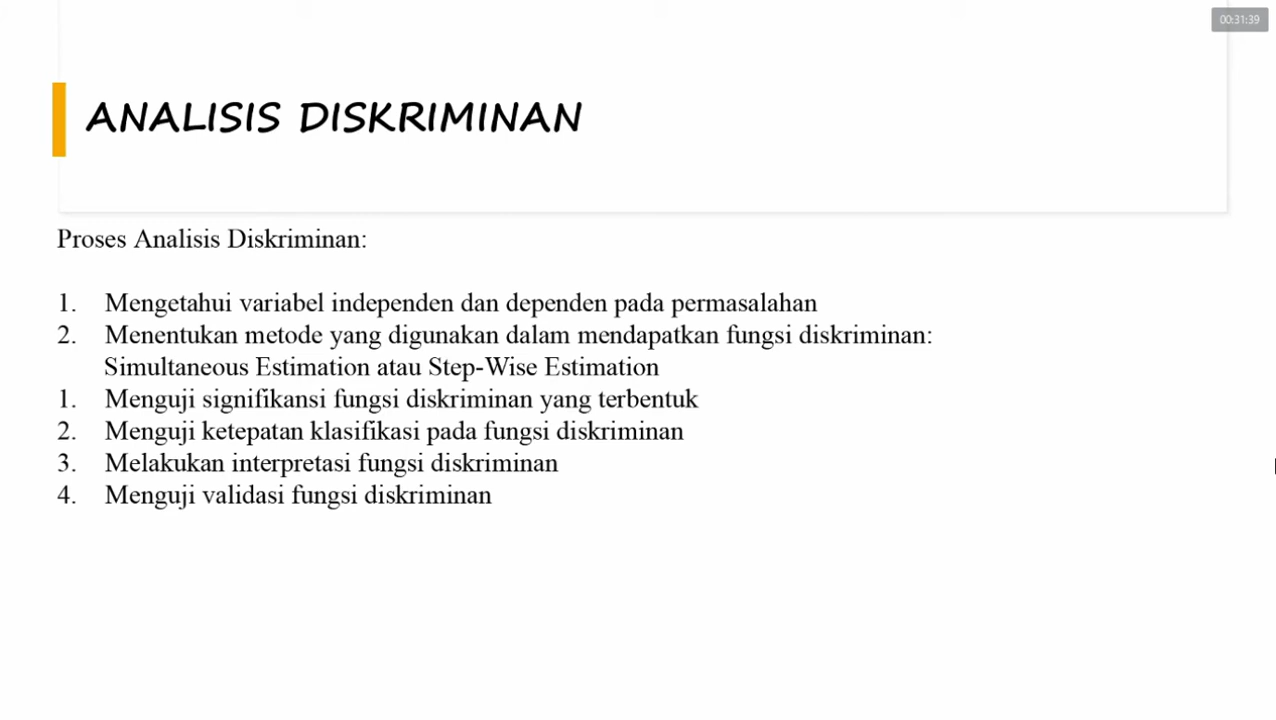 00:31:39
ANALISIS DISKRIMINAN
Proses Analisis Diskriminan:
1. Mengetahui variabel independen dan dependen pada permasalahan
2. Menentukan metode yang digunakan dalam mendapatkan fungsi diskriminan:
Simultaneous Estimation atau Step-Wise Estimation
1. Menguji signifikansi fungsi diskriminan yang terbentuk
2. Menguji ketepatan klasifikasi pada fungsi diskriminan
3. Melakukan interpretasi fungsi diskriminan
4. Menguji validasi fungsi diskriminan